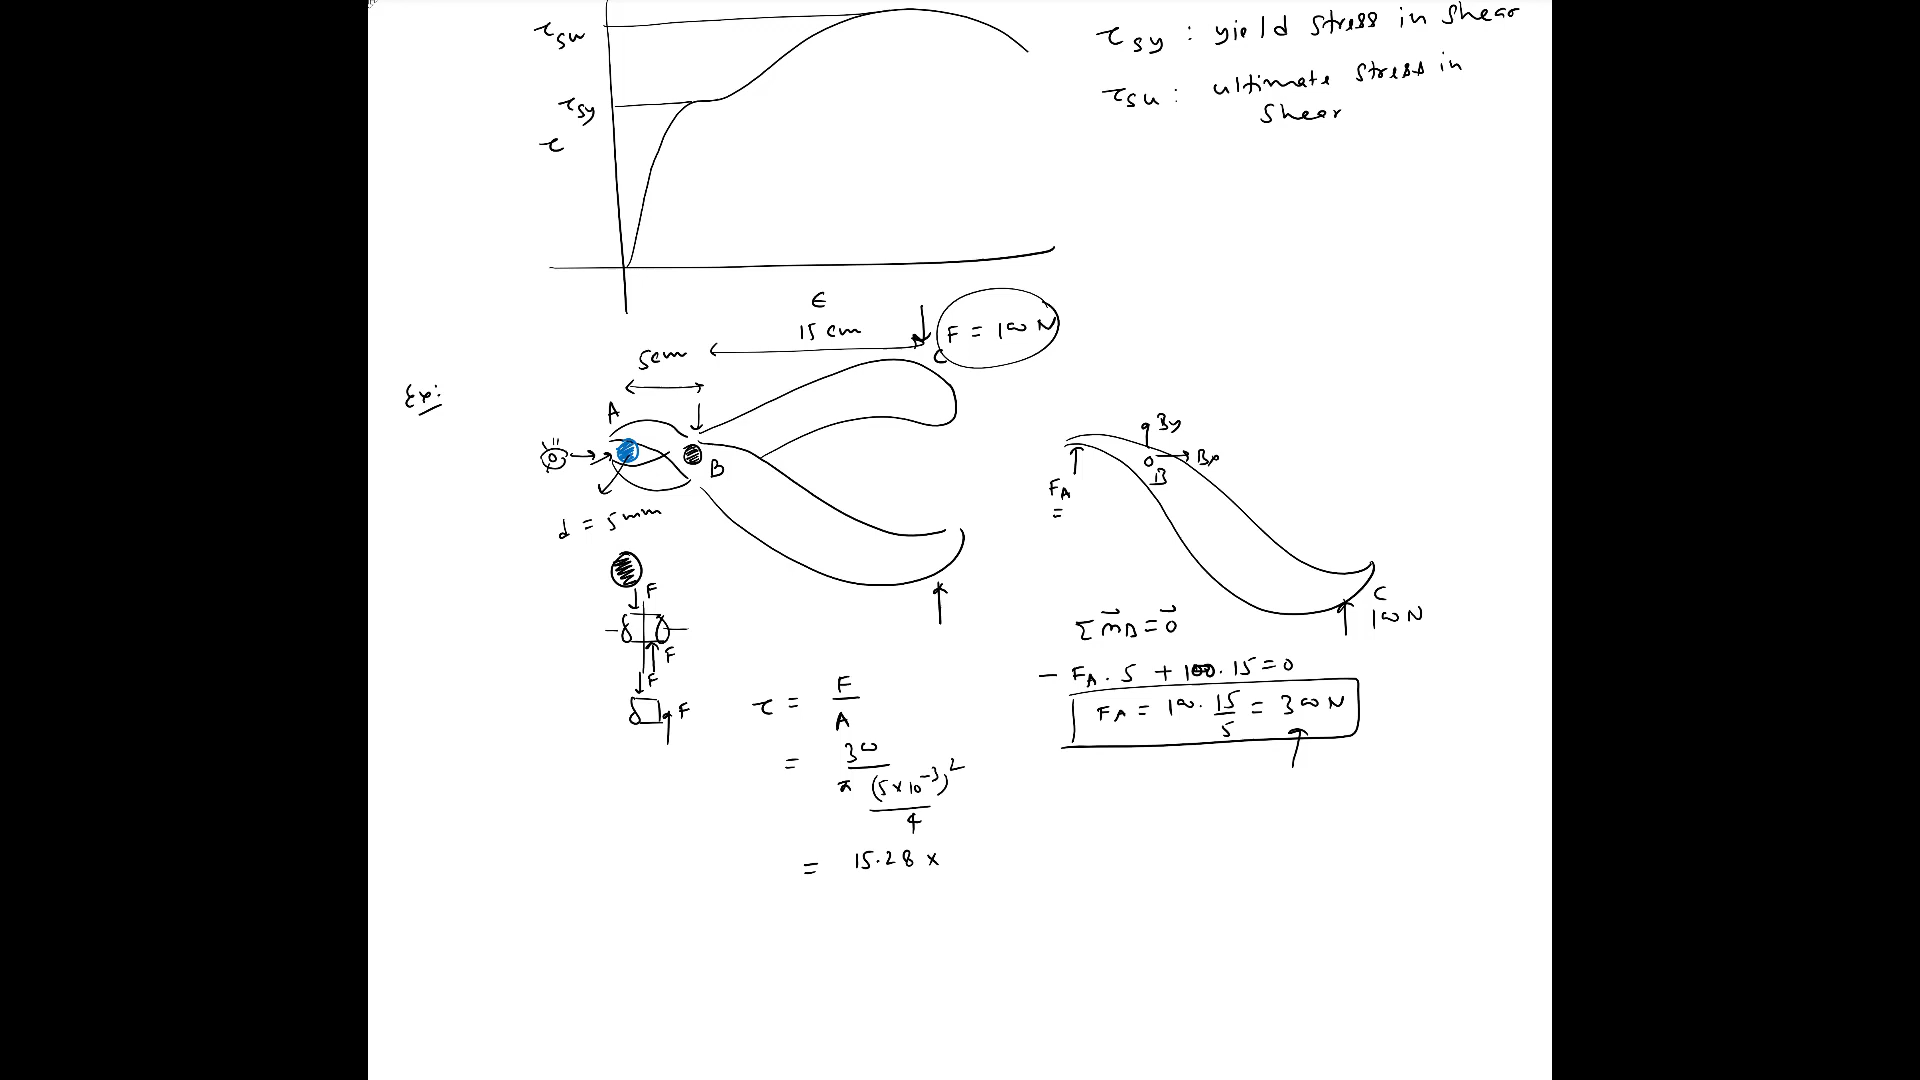 τsu
τsy : yield stress in shear
τsu : ultimate stress in
shear
τsy
τ
ϵ
15 cm
F = 100 N
5cm
C
Ex:
A
B
d = 5mm
F
F
F
F
By
Bx
B
FA
=
C
100 N
ΣM⃗B = 0⃗
- FA . 5 + 100 . 15 = 0
FA = 100 . 15/5 = 300 N
τ = F/A
= 300/(π (5×10⁻³)²/4)
= 15.28 ×